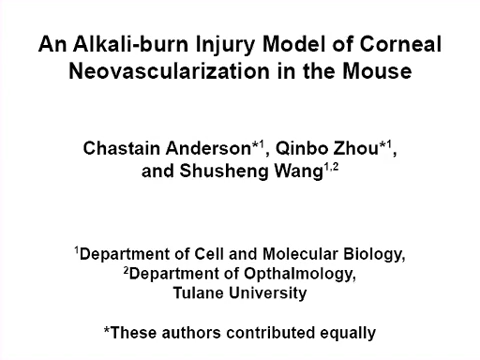 An Alkali-burn Injury Model of Corneal
Neovascularization in the Mouse
Chastain Anderson*¹, Qinbo Zhou*¹,
and Shusheng Wang¹,²
¹Department of Cell and Molecular Biology,
²Department of Opthalmology,
Tulane University
*These authors contributed equally